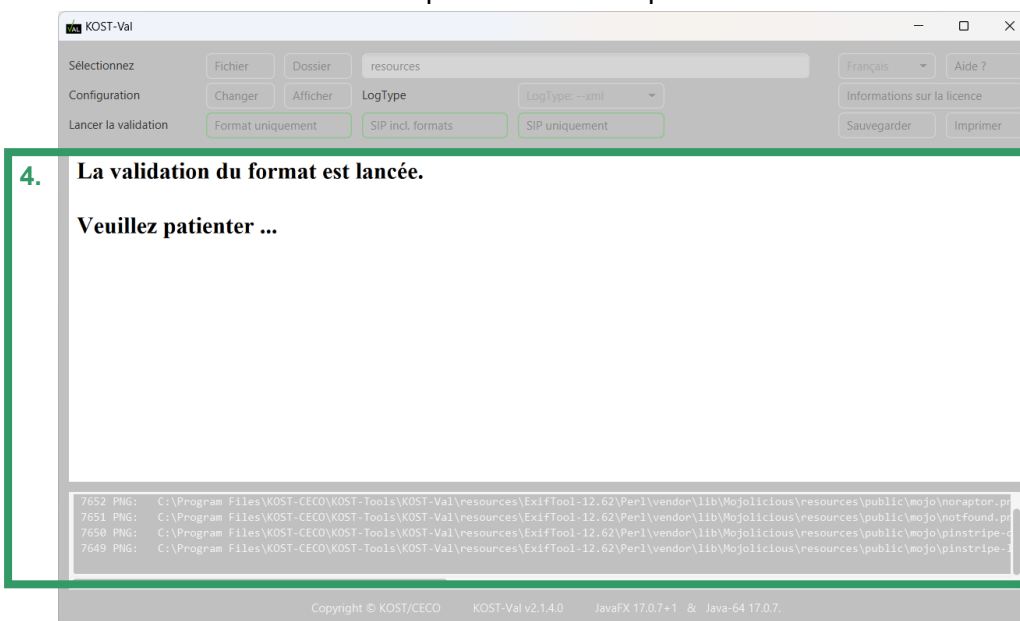 KOST-Val
Sélectionnez Fichier Dossier resources Français Aide ?
Configuration Changer Afficher LogType LogType: --xml Informations sur la licence
Lancer la validation Format uniquement SIP incl. formats SIP uniquement Sauvegarder Imprimer
4. La validation du format est lancée.
Veuillez patienter ...
7652 PNG: C:\Program Files\KOST-CECO\KOST-Tools\KOST-Val\resources\ExifTool-12.62\Perl\vendor\lib\Mojolicious\resources\public\mojo\noraptor.pn
7651 PNG: C:\Program Files\KOST-CECO\KOST-Tools\KOST-Val\resources\ExifTool-12.62\Perl\vendor\lib\Mojolicious\resources\public\mojo\notfound.pn
7650 PNG: C:\Program Files\KOST-CECO\KOST-Tools\KOST-Val\resources\ExifTool-12.62\Perl\vendor\lib\Mojolicious\resources\public\mojo\pinstripe-
7649 PNG: C:\Program Files\KOST-CECO\KOST-Tools\KOST-Val\resources\ExifTool-12.62\Perl\vendor\lib\Mojolicious\resources\public\mojo\pinstripe-l
Copyright © KOST/CECO KOST-Val v2.1.4.0 JavaFX 17.0.7+1 & Java-64 17.0.7.